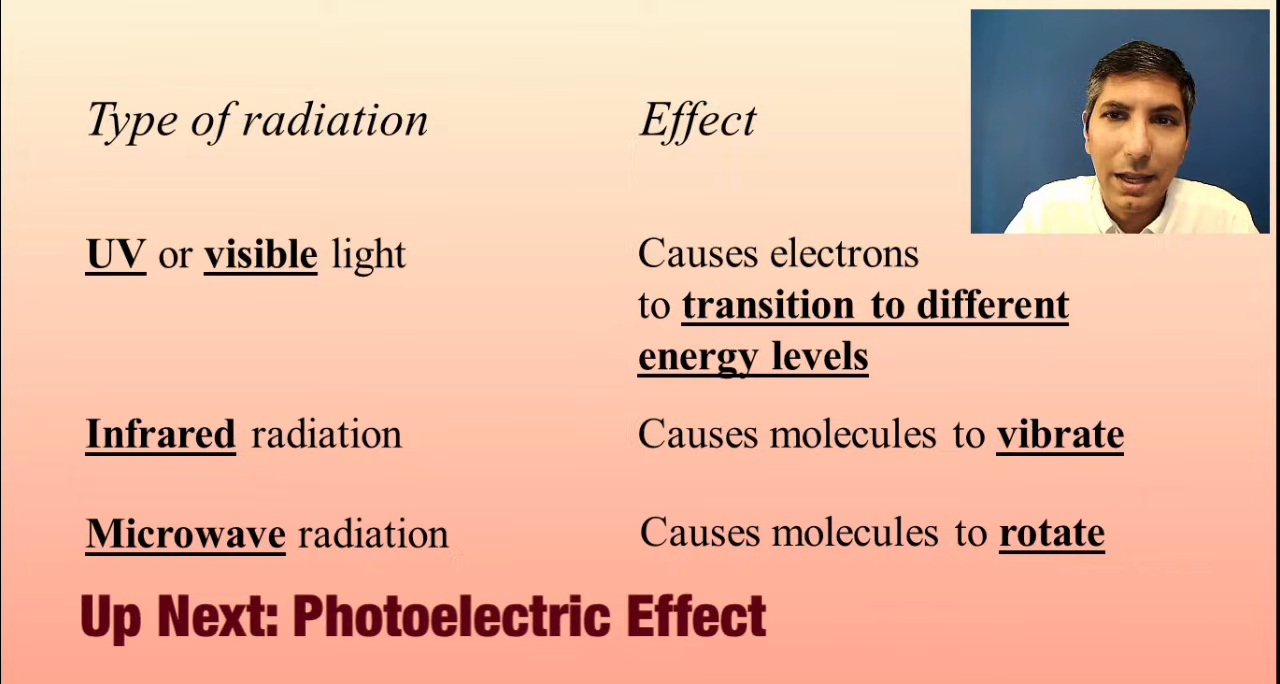 Type of radiation
Effect
UV or visible light
Causes electrons
to transition to different
energy levels
Infrared radiation
Causes molecules to vibrate
Microwave radiation
Causes molecules to rotate
Up Next: Photoelectric Effect